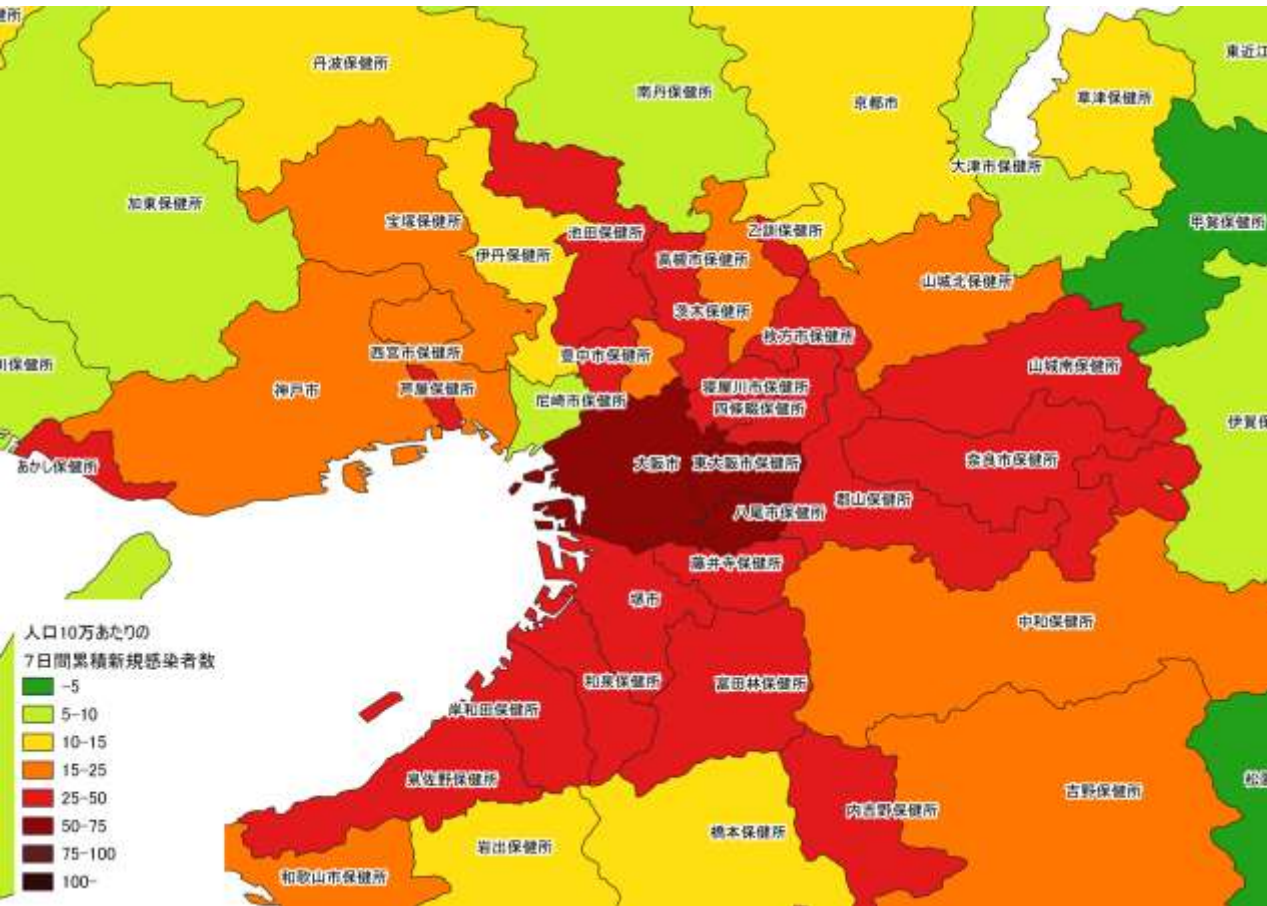 健所
丹波保健所
南丹保健所
京都市
草津保健所
東近江
大津市保健所
加東保健所
宝塚保健所
伊丹保健所
池田保健所
高槻市保健所
乙訓保健所
甲賀保健所
山城北保健所
茨木保健所
枚方市保健所
川保健所
西宮市保健所
豊中市保健所
山城南保健所
神戸市
芦屋保健所
尼崎市保健所
寝屋川市保健所
四條畷保健所
伊賀保
あかし保健所
大阪市
東大阪市保健所
奈良市保健所
八尾市保健所
郡山保健所
藤井寺保健所
堺市
中和保健所
和泉保健所
富田林保健所
岸和田保健所
泉佐野保健所
内吉野保健所
吉野保健所
岩出保健所
橋本保健所
和歌山市保健所
人口10万あたりの
7日間累積新規感染者数
-5
5-10
10-15
15-25
25-50
50-75
75-100
100-